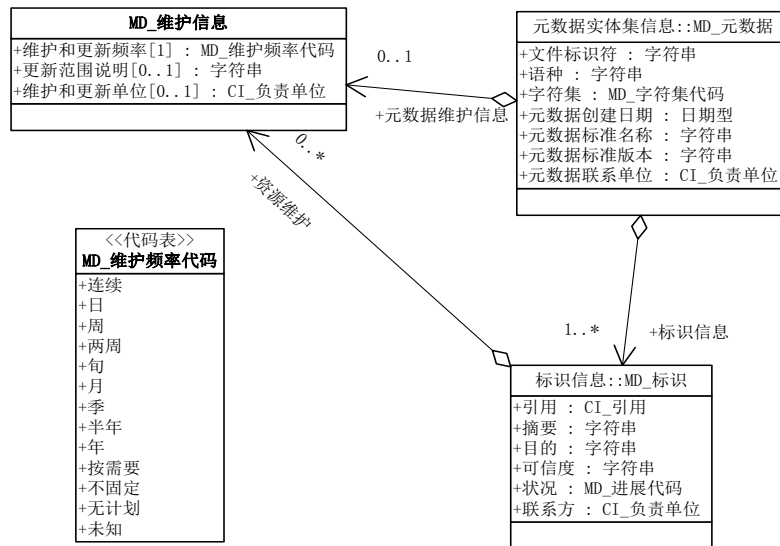 MD_维护信息
+维护和更新频率[1] : MD_维护频率代码
+更新范围说明[0..1] : 字符串
+维护和更新单位[0..1] : CI_负责单位
元数据实体集信息::MD_元数据
+文件标识符 : 字符串
+语种 : 字符串
+字符集 : MD_字符集代码
+元数据创建日期 : 日期型
+元数据标准名称 : 字符串
+元数据标准版本 : 字符串
+元数据联系单位 : CI_负责单位
0..1
+元数据维护信息
0..*
+资源维护
<<代码表>>
MD_维护频率代码
+连续
+日
+周
+两周
+旬
+月
+季
+半年
+年
+按需要
+不固定
+无计划
+未知
1..*
+标识信息
标识信息::MD_标识
+引用 : CI_引用
+摘要 : 字符串
+目的 : 字符串
+可信度 : 字符串
+状况 : MD_进展代码
+联系方 : CI_负责单位